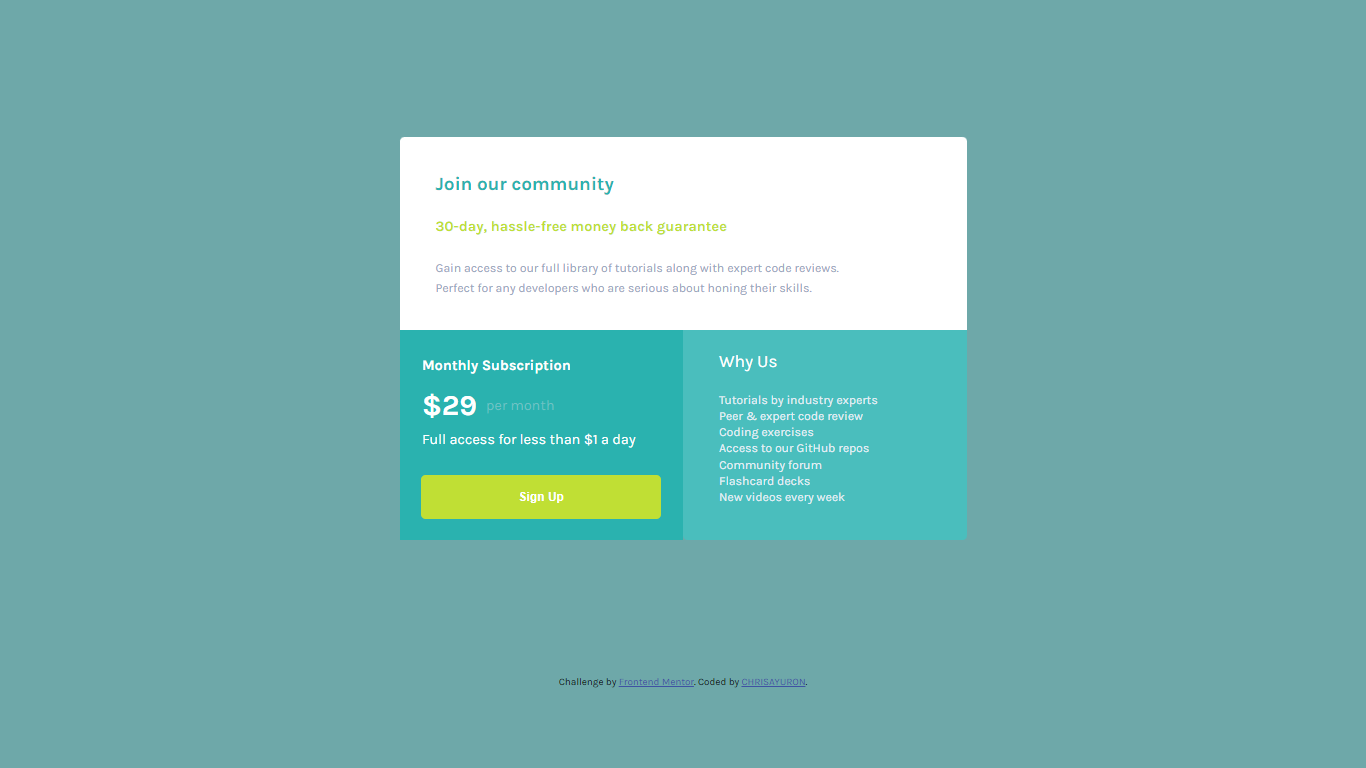 Join our community
30-day, hassle-free money back guarantee
Gain access to our full library of tutorials along with expert code reviews.
Perfect for any developers who are serious about honing their skills.
Monthly Subscription
$29 per month
Full access for less than $1 a day
Sign Up
Why Us
Tutorials by industry experts
Peer & expert code review
Coding exercises
Access to our GitHub repos
Community forum
Flashcard decks
New videos every week
Challenge by Frontend Mentor. Coded by CHRISAYURON.